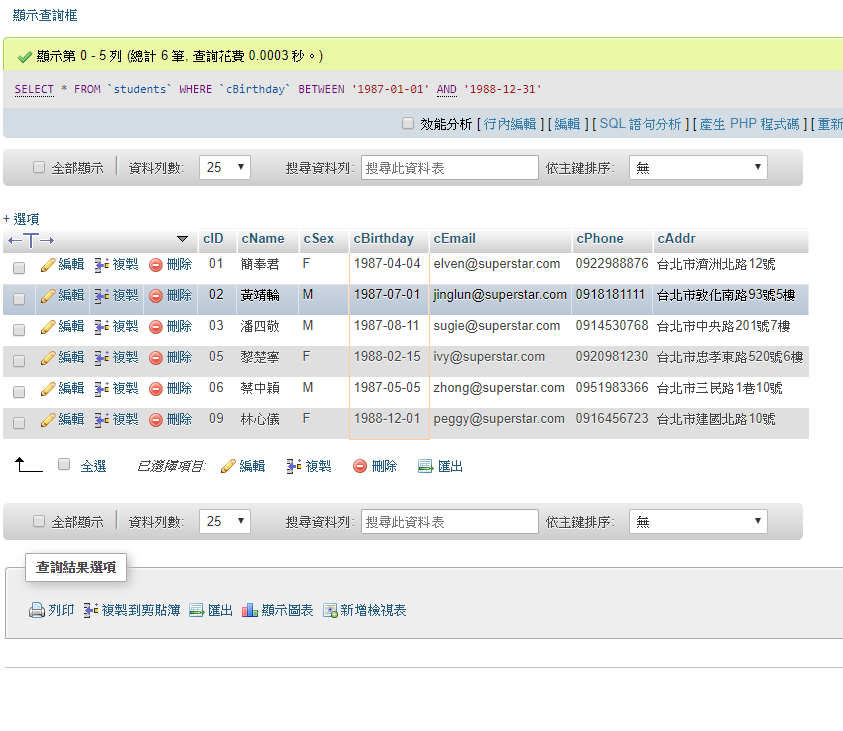 顯示查詢框
顯示第 0 - 5 列 (總計 6 筆, 查詢花費 0.0003 秒。)
SELECT * FROM `students` WHERE `cBirthday` BETWEEN '1987-01-01' AND '1988-12-31'
效能分析 [ 行內編輯 ] [ 編輯 ] [ SQL 語句分析 ] [ 產生 PHP 程式碼 ] [ 重新
全部顯示 資料列數: 25 搜尋資料列: 搜尋此資料表 依主鍵排序: 無
+ 選項
←T→ cID cName cSex cBirthday cEmail cPhone cAddr
編輯 複製 刪除 01 簡奉君 F 1987-04-04 elven@superstar.com 0922988876 台北市濟洲北路12號
編輯 複製 刪除 02 黃靖輪 M 1987-07-01 jinglun@superstar.com 0918181111 台北市敦化南路93號5樓
編輯 複製 刪除 03 潘四敬 M 1987-08-11 sugie@superstar.com 0914530768 台北市中央路201號7樓
編輯 複製 刪除 05 黎楚寧 F 1988-02-15 ivy@superstar.com 0920981230 台北市忠孝東路520號6樓
編輯 複製 刪除 06 蔡中穎 M 1987-05-05 zhong@superstar.com 0951983366 台北市三民路1巷10號
編輯 複製 刪除 09 林心儀 F 1988-12-01 peggy@superstar.com 0916456723 台北市建國北路10號
全選 已選擇項目: 編輯 複製 刪除 匯出
全部顯示 資料列數: 25 搜尋資料列: 搜尋此資料表 依主鍵排序: 無
查詢結果選項
列印 複製到剪貼簿 匯出 顯示圖表 新增檢視表